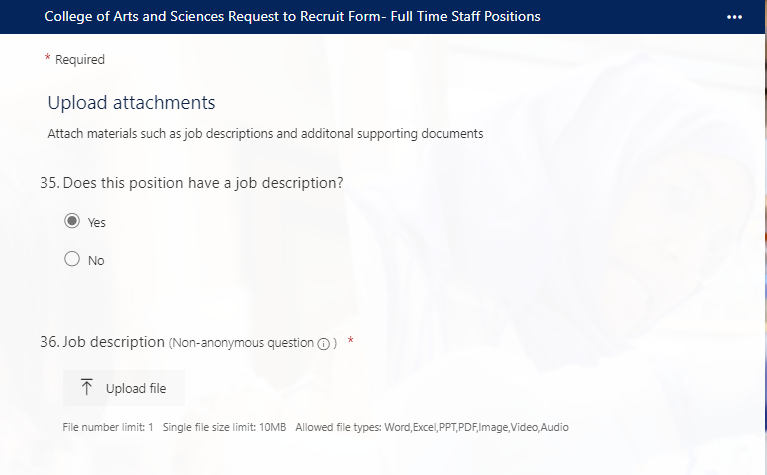 College of Arts and Sciences Request to Recruit Form- Full Time Staff Positions
* Required
Upload attachments
Attach materials such as job descriptions and additonal supporting documents
35. Does this position have a job description?
Yes
No
36. Job description (Non-anonymous question ⓘ) *
Upload file
File number limit: 1 Single file size limit: 10MB Allowed file types: Word,Excel,PPT,PDF,Image,Video,Audio